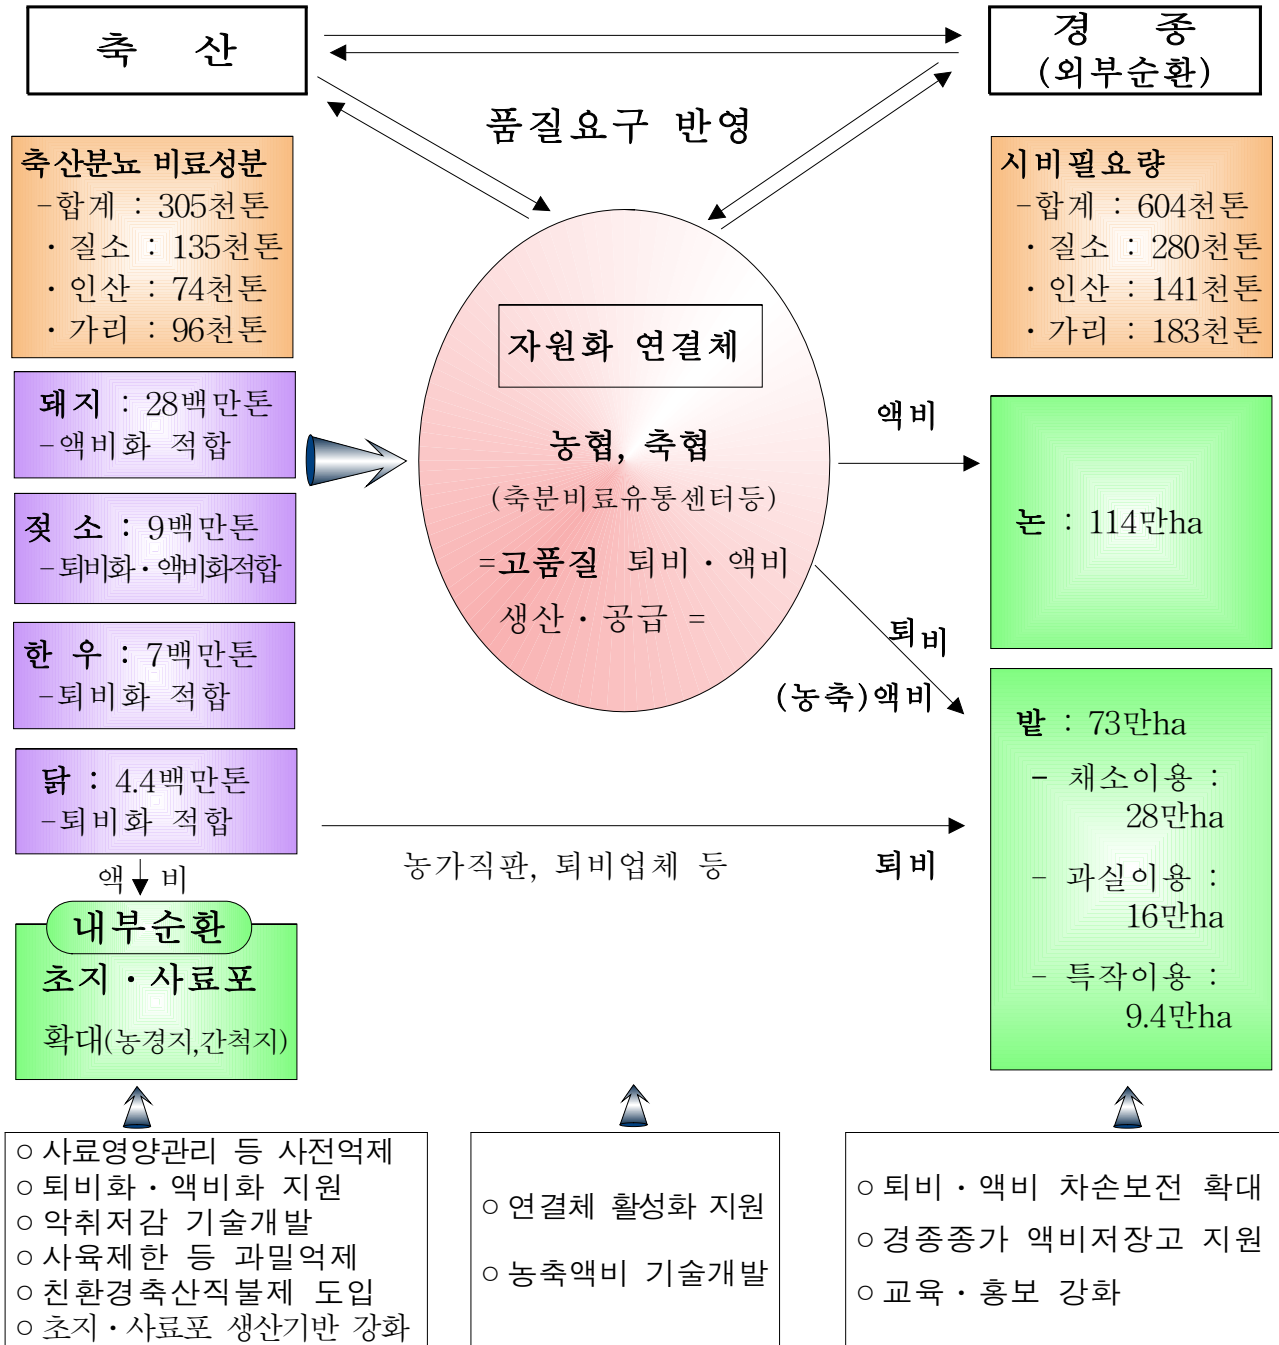 축 산
경 종
(외부순환)
품질요구 반영
축산분뇨 비료성분
-합계 : 305천톤
· 질소 : 135천톤
· 인산 : 74천톤
· 가리 : 96천톤
시비필요량
-합계 : 604천톤
· 질소 : 280천톤
· 인산 : 141천톤
· 가리 : 183천톤
돼지 : 28백만톤
-액비화 적합
젖 소 : 9백만톤
-퇴비화·액비화적합
한 우 : 7백만톤
-퇴비화 적합
닭 : 4.4백만톤
-퇴비화 적합
자원화 연결체
농협, 축협
(축분비료유통센터등)
=고품질 퇴비·액비
생산·공급 =
액비
논 : 114만ha
퇴비
(농축)액비
밭 : 73만ha
- 채소이용 :
28만ha
- 과실이용 :
16만ha
- 특작이용 :
9.4만ha
농가직판, 퇴비업체 등
퇴비
액 비
내부순환
초지·사료포
확대(농경지,간척지)
○ 사료영양관리 등 사전억제
○ 퇴비화·액비화 지원
○ 악취저감 기술개발
○ 사육제한 등 과밀억제
○ 친환경축산직불제 도입
○ 초지·사료포 생산기반 강화
○ 연결체 활성화 지원
○ 농축액비 기술개발
○ 퇴비·액비 차손보전 확대
○ 경종종가 액비저장고 지원
○ 교육·홍보 강화